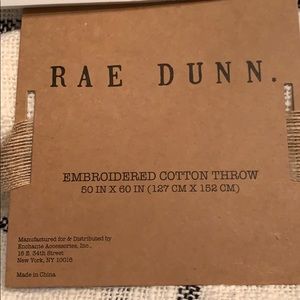 RAE DUNN.
EMBROIDERED COTTON THROW
50 IN X 60 IN (127 CM X 152 CM)
Manufactured for & Distributed by
Enchante Accessories, Inc.,
16 E. 34th Street
New York, NY 10016
Made in China